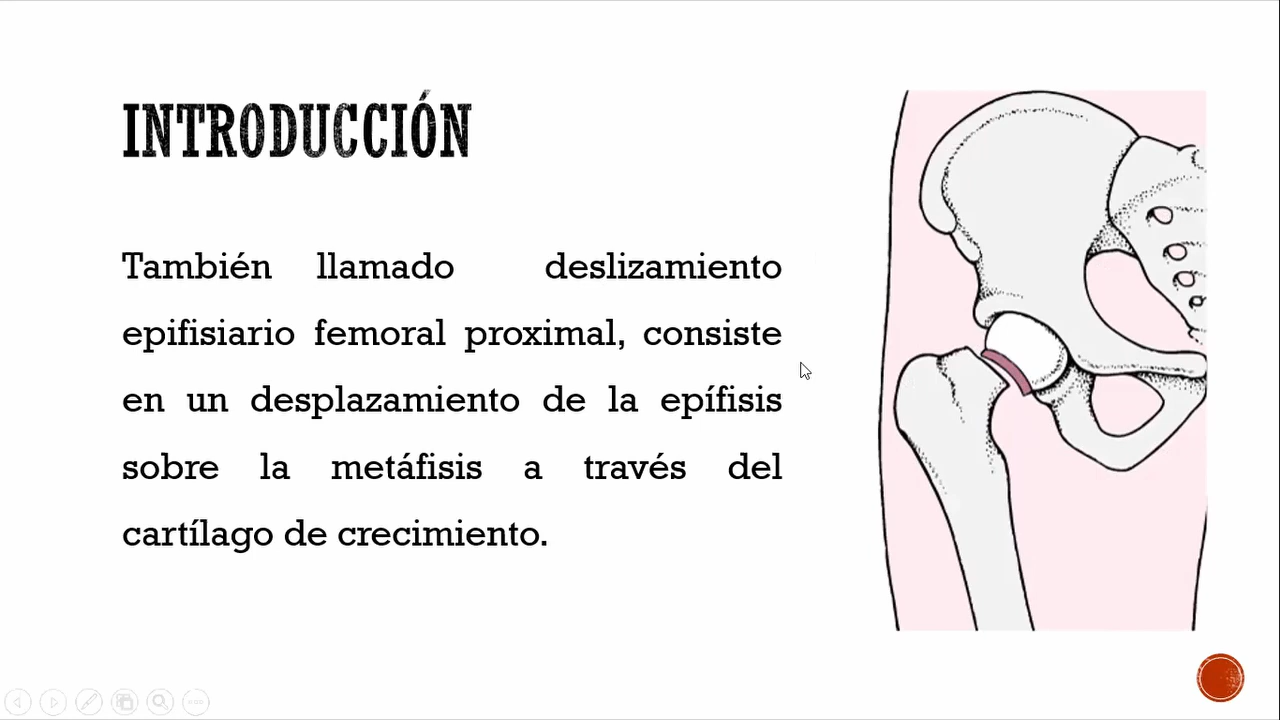 INTRODUCCIÓN
También llamado deslizamiento
epifisiario femoral proximal, consiste
en un desplazamiento de la epífisis
sobre la metáfisis a través del
cartílago de crecimiento.